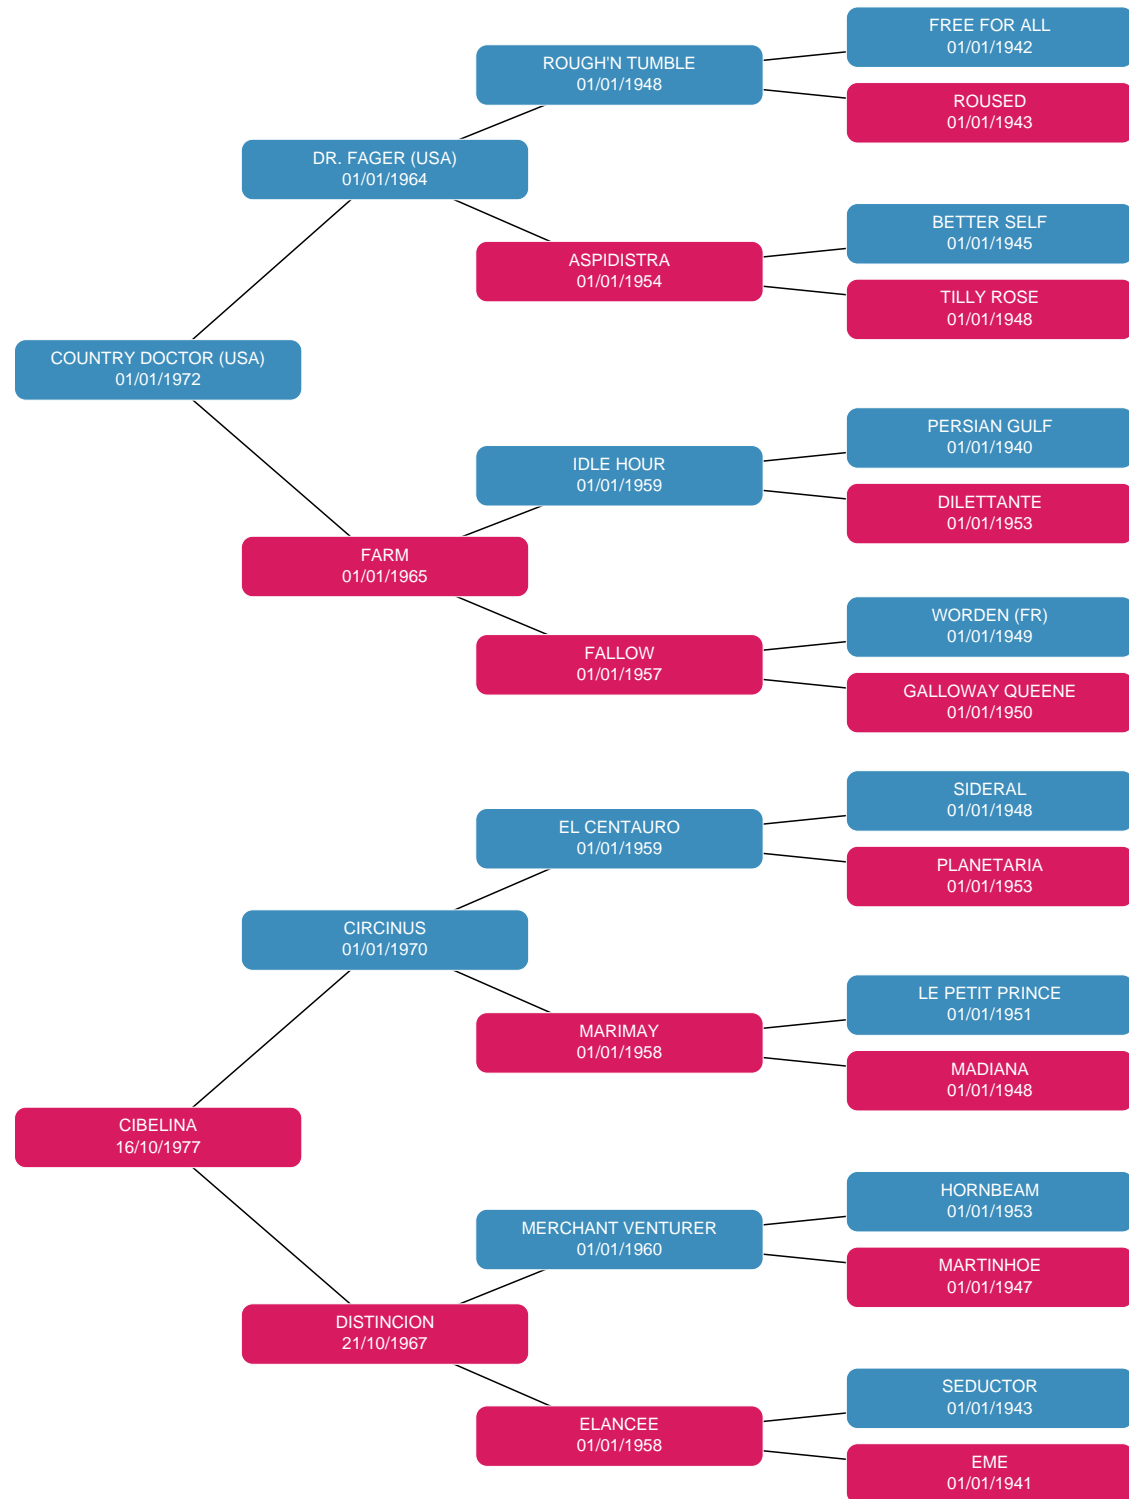 FREE FOR ALL
01/01/1942
ROUGH'N TUMBLE
01/01/1948
ROUSED
01/01/1943
DR. FAGER (USA)
01/01/1964
BETTER SELF
01/01/1945
ASPIDISTRA
01/01/1954
TILLY ROSE
01/01/1948
COUNTRY DOCTOR (USA)
01/01/1972
PERSIAN GULF
01/01/1940
IDLE HOUR
01/01/1959
DILETTANTE
01/01/1953
FARM
01/01/1965
WORDEN (FR)
01/01/1949
FALLOW
01/01/1957
GALLOWAY QUEENE
01/01/1950
SIDERAL
01/01/1948
EL CENTAURO
01/01/1959
PLANETARIA
01/01/1953
CIRCINUS
01/01/1970
LE PETIT PRINCE
01/01/1951
MARIMAY
01/01/1958
MADIANA
01/01/1948
CIBELINA
16/10/1977
HORNBEAM
01/01/1953
MERCHANT VENTURER
01/01/1960
MARTINHOE
01/01/1947
DISTINCION
21/10/1967
SEDUCTOR
01/01/1943
ELANCEE
01/01/1958
EME
01/01/1941